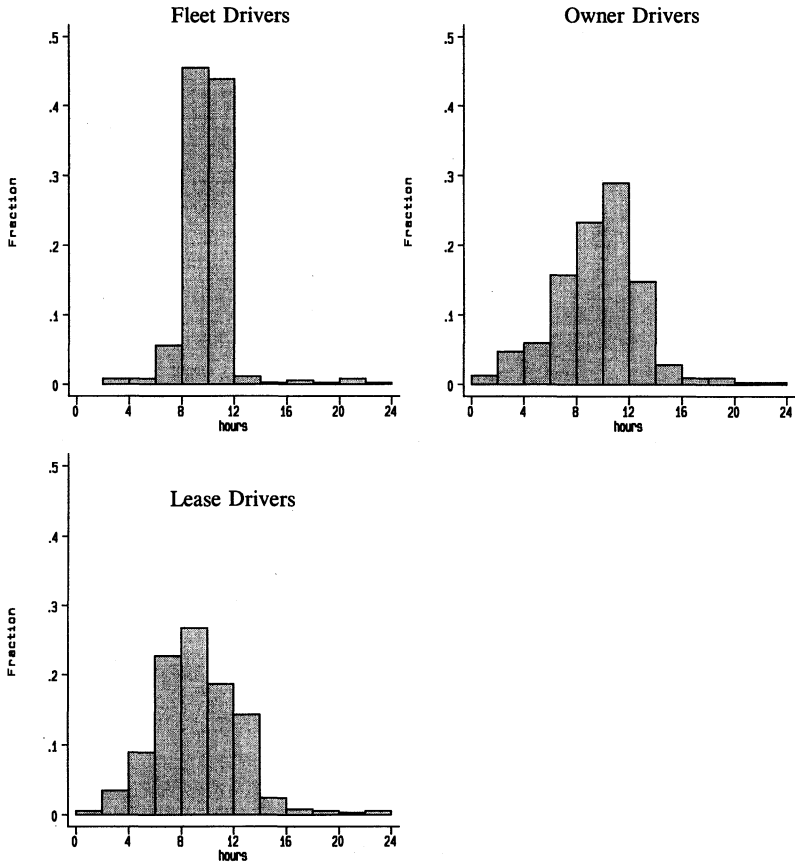 Fleet Drivers
.5
.4
.3
.2
.1
0
Fraction
0 4 8 12 16 20 24
hours
Owner Drivers
.5
.4
.3
.2
.1
0
Fraction
0 4 8 12 16 20 24
hours
Lease Drivers
.5
.4
.3
.2
.1
0
Fraction
0 4 8 12 16 20 24
hours